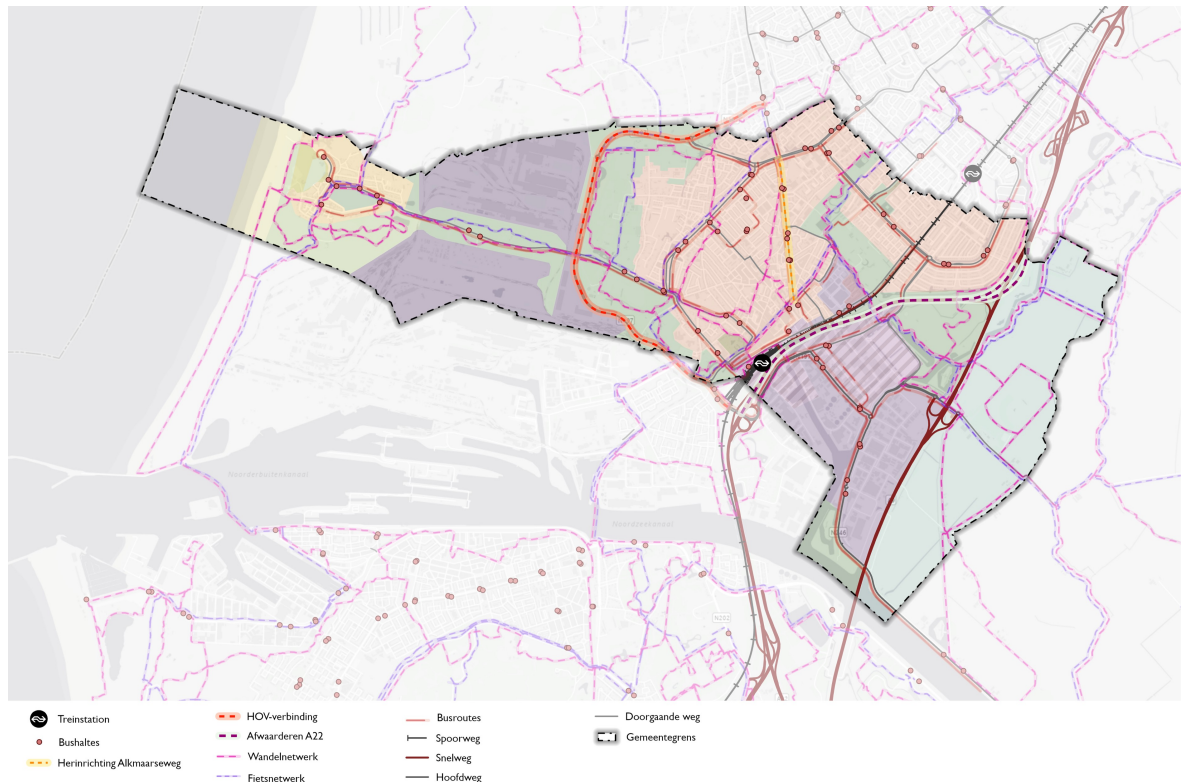 Noorderbuitenkanaal
Noordzeekanaal
N202
Treinstation
Bushaltes
Herinrichting Alkmaarseweg
HOV-verbinding
Afwaarderen A22
Wandelnetwerk
Fietsnetwerk
Busroutes
Spoorweg
Snelweg
Hoofdweg
Doorgaande weg
Gemeentegrens